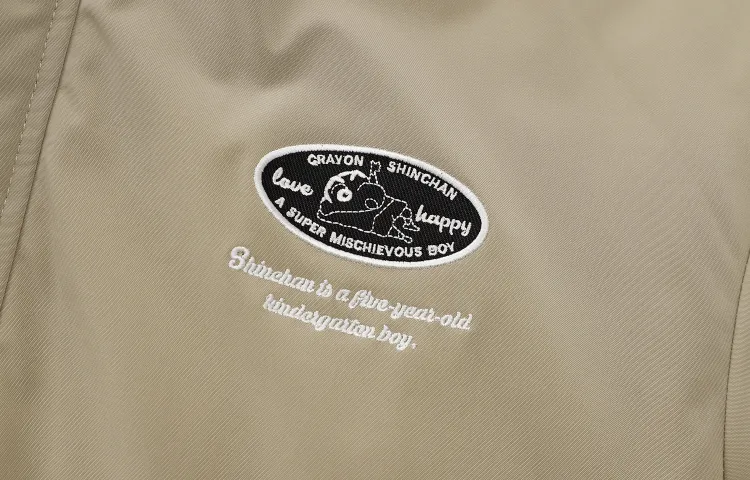 CRAYON SHINCHAN
love
happy
A SUPER MISCHIEVOUS BOY
Shinchan is a five-year-old
kindergarten boy.